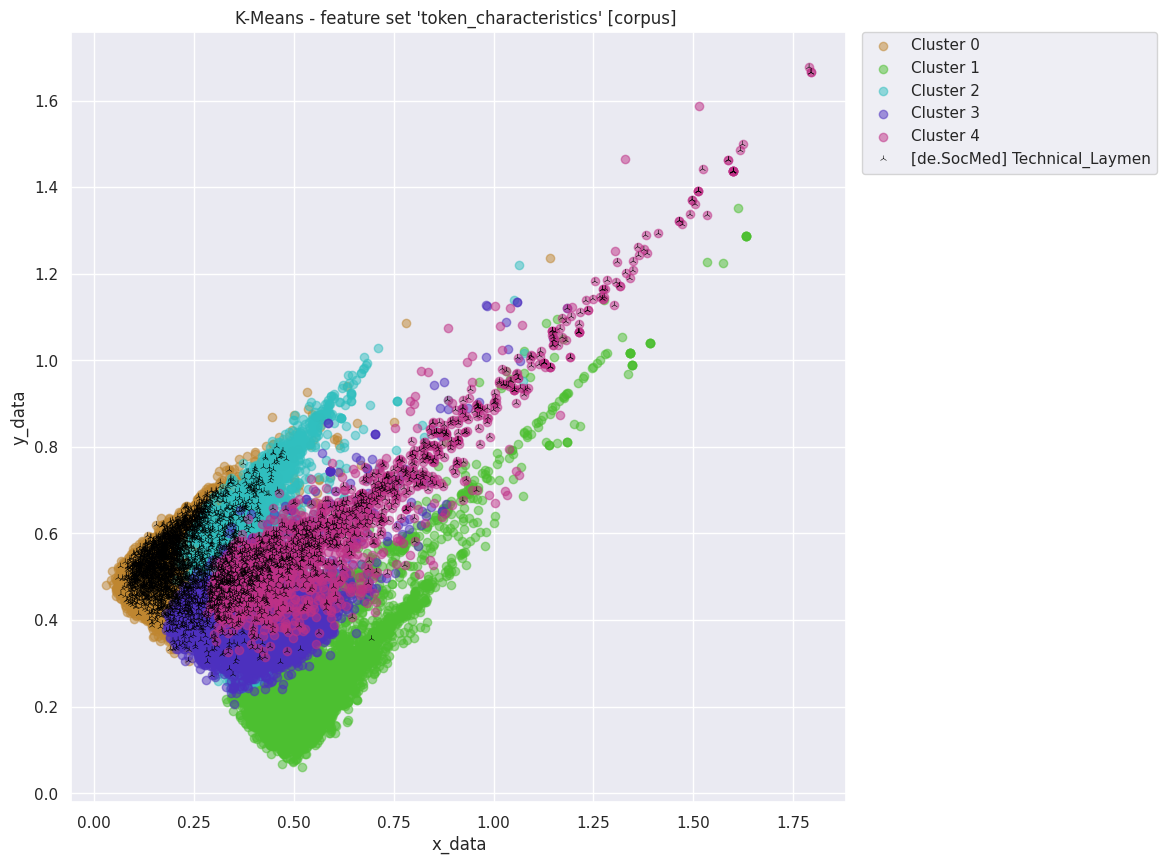 K-Means - feature set 'token_characteristics' [corpus]
Cluster 0
Cluster 1
Cluster 2
Cluster 3
Cluster 4
[de.SocMed] Technical_Laymen
y_data
1.6
1.4
1.2
1.0
0.8
0.6
0.4
0.2
0.0
0.00 0.25 0.50 0.75 1.00 1.25 1.50 1.75
x_data